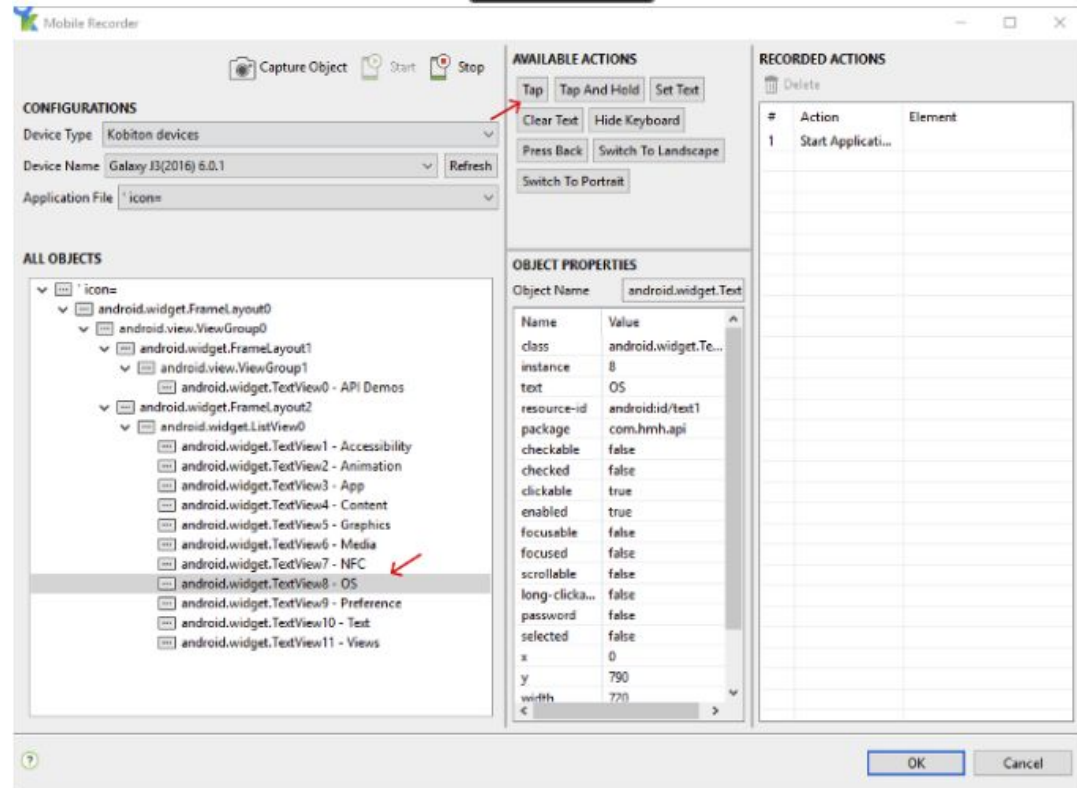 Mobile Recorder
Capture Object Start Stop
CONFIGURATIONS
Device Type Kobiton devices
Device Name Galaxy J3(2016) 6.0.1 Refresh
Application File ' icon=
ALL OBJECTS
' icon=
android.widget.FrameLayout0
android.view.ViewGroup0
android.widget.FrameLayout1
android.view.ViewGroup1
android.widget.TextView0 - API Demos
android.widget.FrameLayout2
android.widget.ListView0
android.widget.TextView1 - Accessibility
android.widget.TextView2 - Animation
android.widget.TextView3 - App
android.widget.TextView4 - Content
android.widget.TextView5 - Graphics
android.widget.TextView6 - Media
android.widget.TextView7 - NFC
android.widget.TextView8 - OS
android.widget.TextView9 - Preference
android.widget.TextView10 - Text
android.widget.TextView11 - Views
AVAILABLE ACTIONS
Tap Tap And Hold Set Text
Clear Text Hide Keyboard
Press Back Switch To Landscape
Switch To Portrait
OBJECT PROPERTIES
Object Name android.widget.Text
Name Value
class android.widget.Te...
instance 8
text OS
resource-id android:id/text1
package com.hmh.api
checkable false
checked false
clickable true
enabled true
focusable false
focused false
scrollable false
long-clicka... false
password false
selected false
x 0
y 790
width 720
RECORDED ACTIONS
Delete
# Action Element
1 Start Applicati...
? OK Cancel